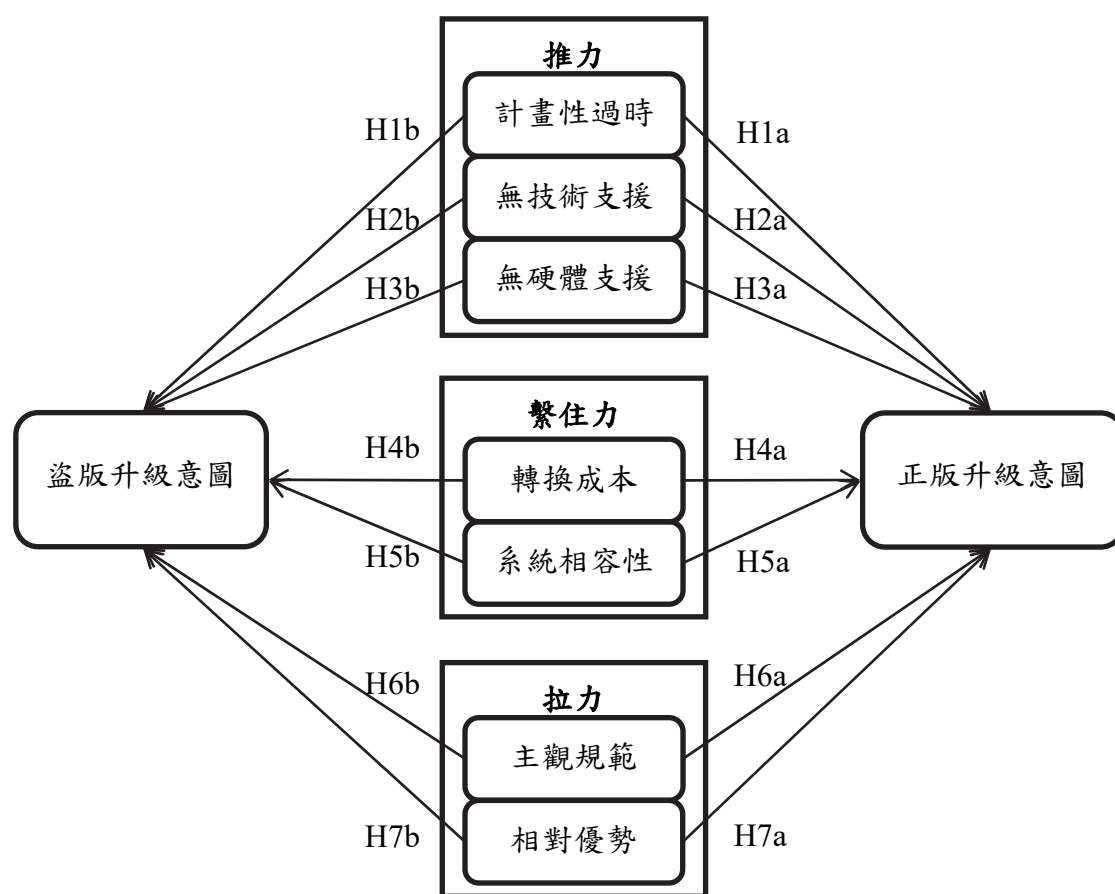 推力
計畫性過時
H1b
H1a
無技術支援
H2b
H2a
無硬體支援
H3b
H3a
繫住力
盜版升級意圖
H4b
轉換成本
H4a
正版升級意圖
H5b
系統相容性
H5a
拉力
H6b
H6a
主觀規範
H7b
相對優勢
H7a